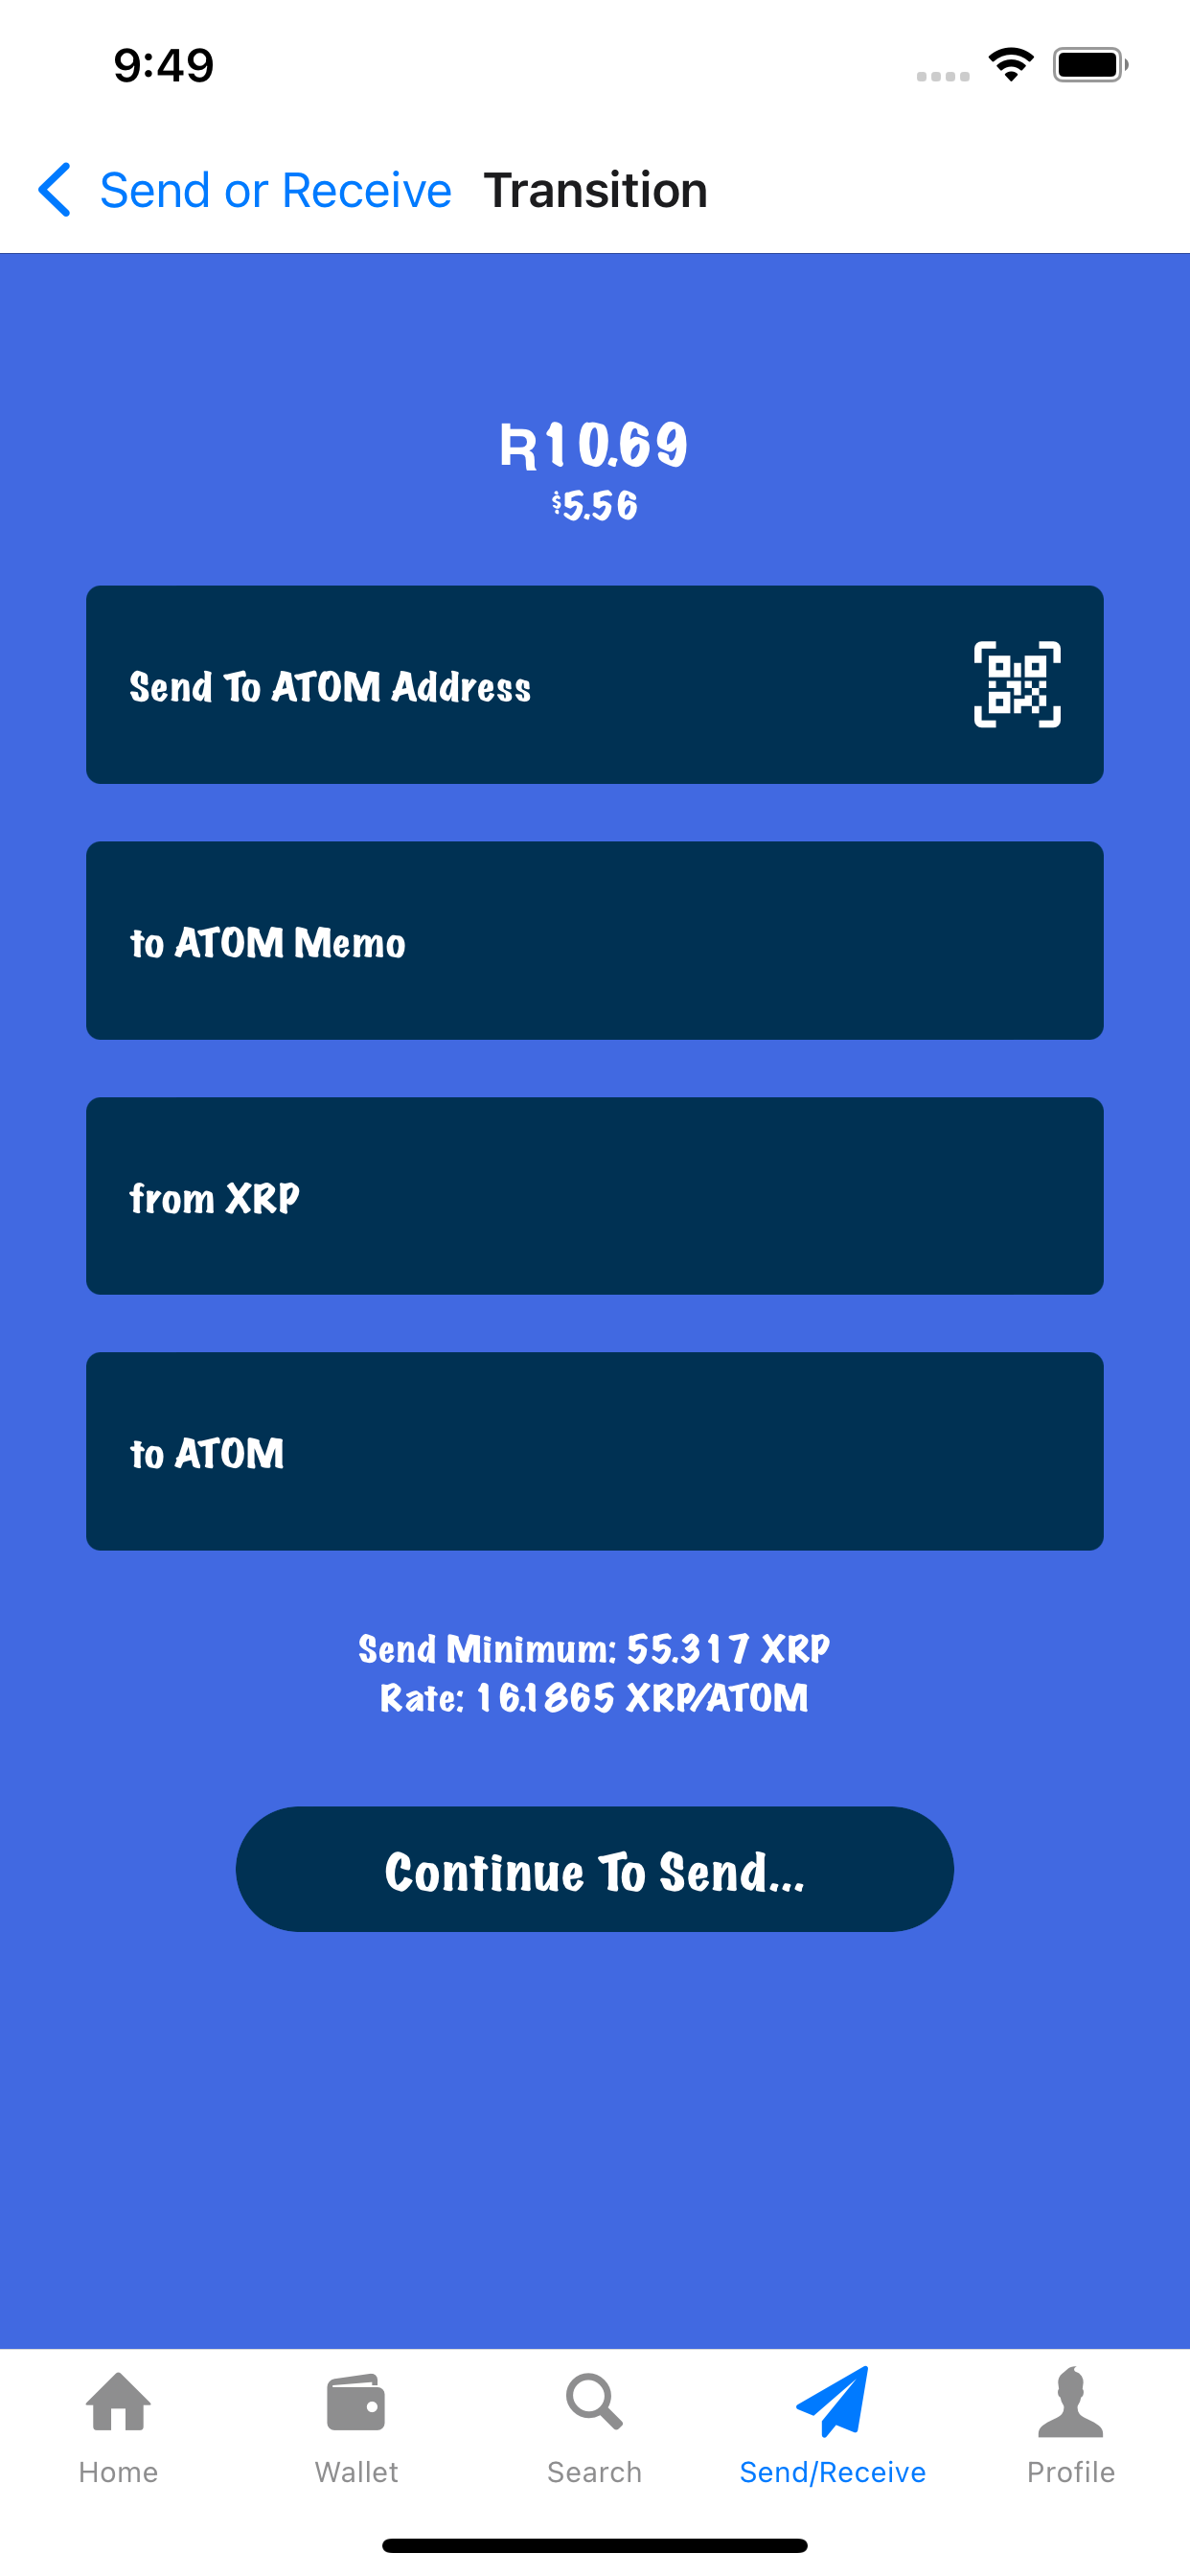 9:49
Send or Receive Transition
R10.69
$5.56
Send To ATOM Address
to ATOM Memo
from XRP
to ATOM
Send Minimum: 55.317 XRP
Rate: 16.1865 XRP/ATOM
Continue To Send...
Home Wallet Search Send/Receive Profile